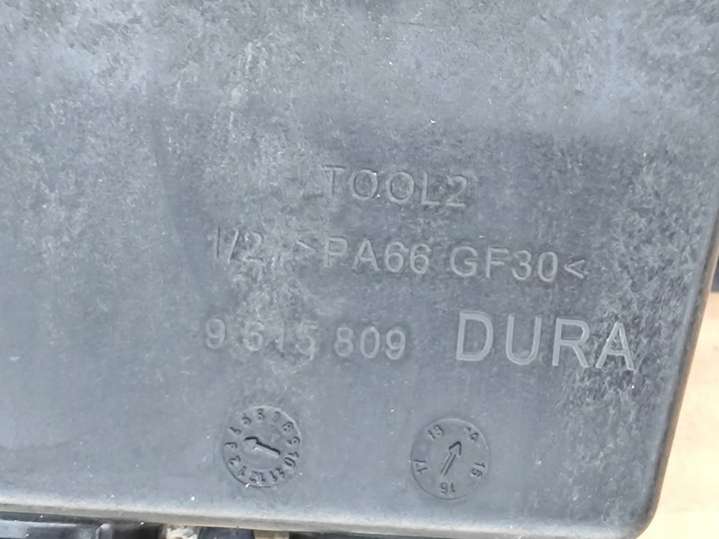 TOOL2
1/2 >PA66 GF30<
9 615 809 DURA